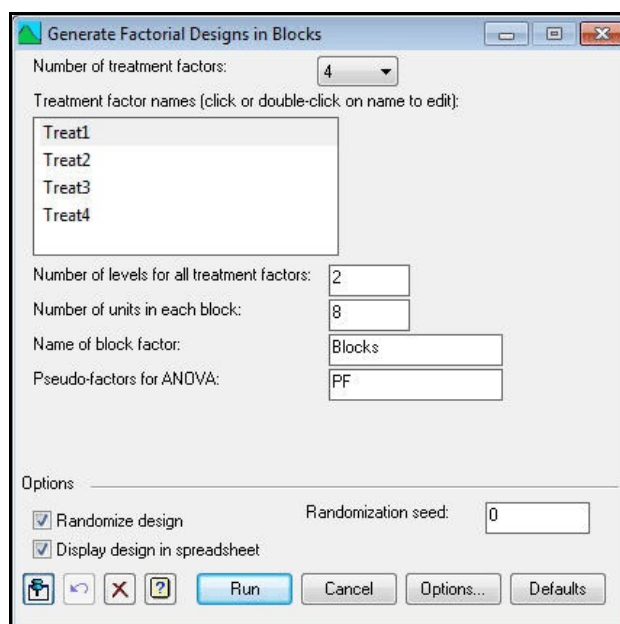 Generate Factorial Designs in Blocks
Number of treatment factors: 4
Treatment factor names (click or double-click on name to edit):
Treat1
Treat2
Treat3
Treat4
Number of levels for all treatment factors: 2
Number of units in each block: 8
Name of block factor: Blocks
Pseudo-factors for ANOVA: PF
Options
Randomize design Randomization seed: 0
Display design in spreadsheet
Run Cancel Options... Defaults